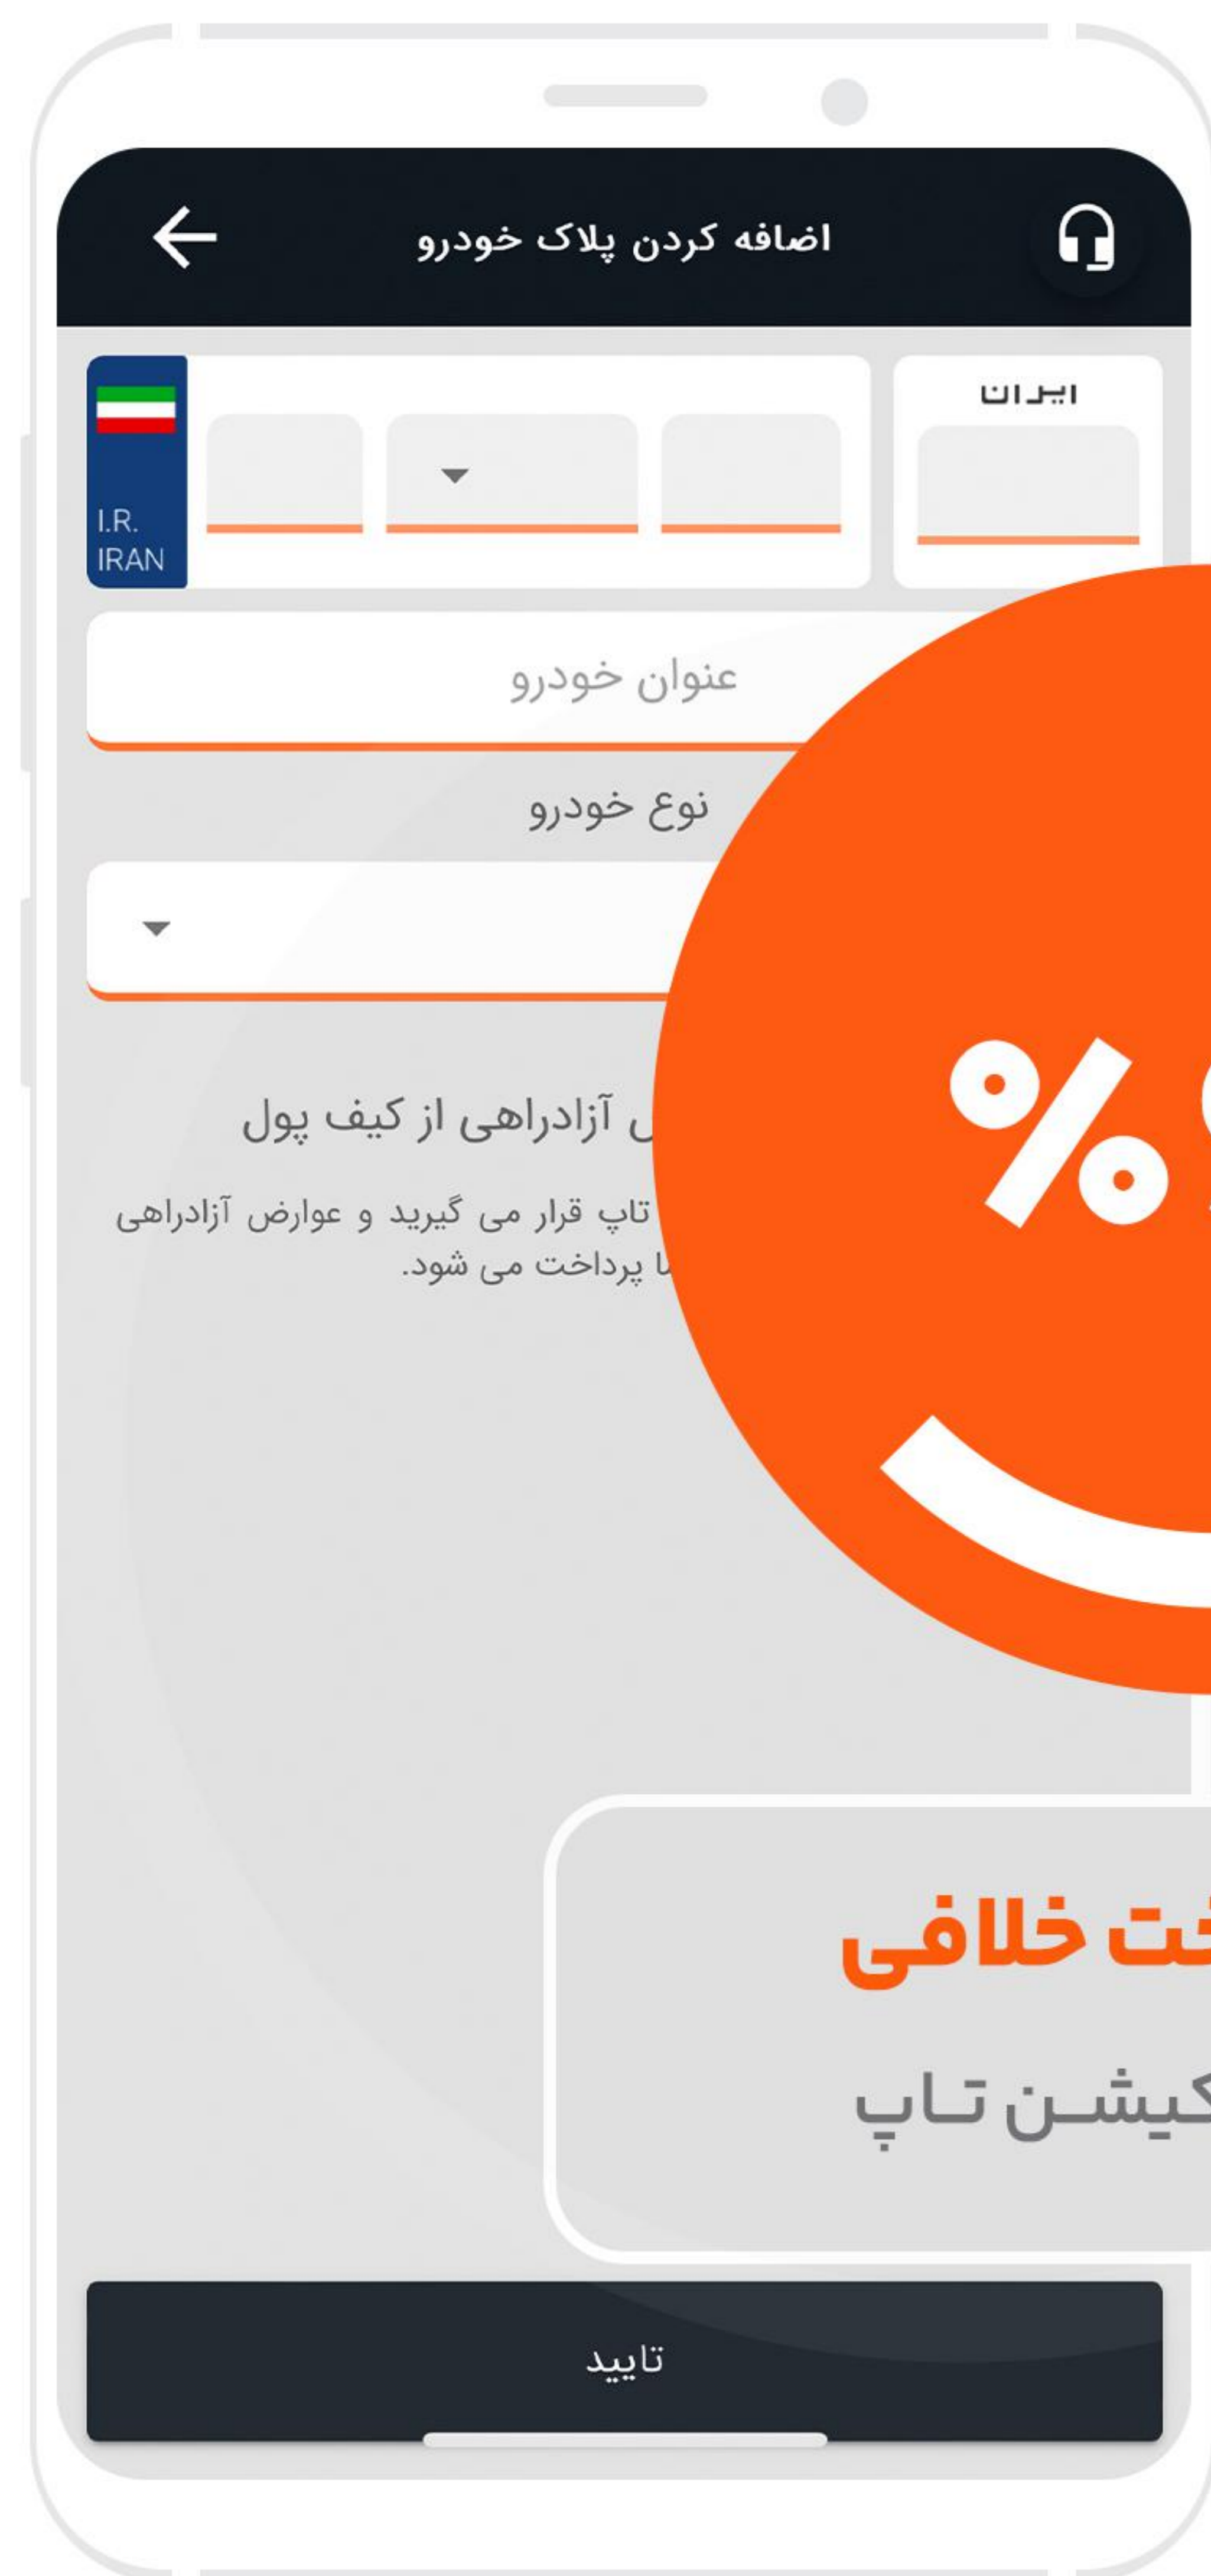 اضافه کردن پلاک خودرو
ایران
I.R.
IRAN
عنوان خودرو
نوع خودرو
آزادراهی از کیف پول
تاپ قرار می گیرید و عوارض آزادراهی
پرداخت می شود.
%
خلافی
تاپ
تایید